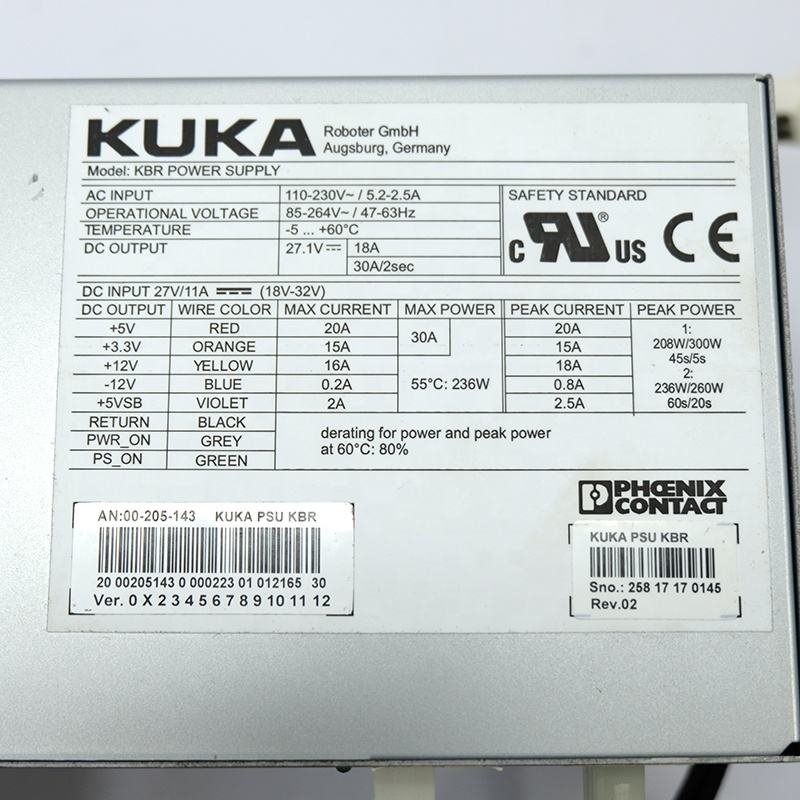 KUKA Roboter GmbH
Augsburg, Germany
Model: KBR POWER SUPPLY
AC INPUT 110-230V~ / 5.2-2.5A SAFETY STANDARD
OPERATIONAL VOLTAGE 85-264V~ / 47-63Hz
TEMPERATURE -5 ... +60°C
DC OUTPUT 27.1V⎓ 18A
30A/2sec
c RU ® US CE
DC INPUT 27V/11A ⎓ (18V-32V)
DC OUTPUT WIRE COLOR MAX CURRENT MAX POWER PEAK CURRENT PEAK POWER
+5V RED 20A 30A 20A 1:
+3.3V ORANGE 15A 15A 208W/300W
45s/5s
+12V YELLOW 16A 55°C: 236W 18A 2:
-12V BLUE 0.2A 0.8A 236W/260W
+5VSB VIOLET 2A 2.5A 60s/20s
RETURN BLACK
PWR_ON GREY
PS_ON GREEN
derating for power and peak power
at 60°C: 80%
PHŒNIX
CONTACT
AN:00-205-143 KUKA PSU KBR
20 00205143 0 000223 01 012165 30
Ver. 0 X 2 3 4 5 6 7 8 9 10 11 12
KUKA PSU KBR
Sno.: 258 17 17 0145
Rev.02